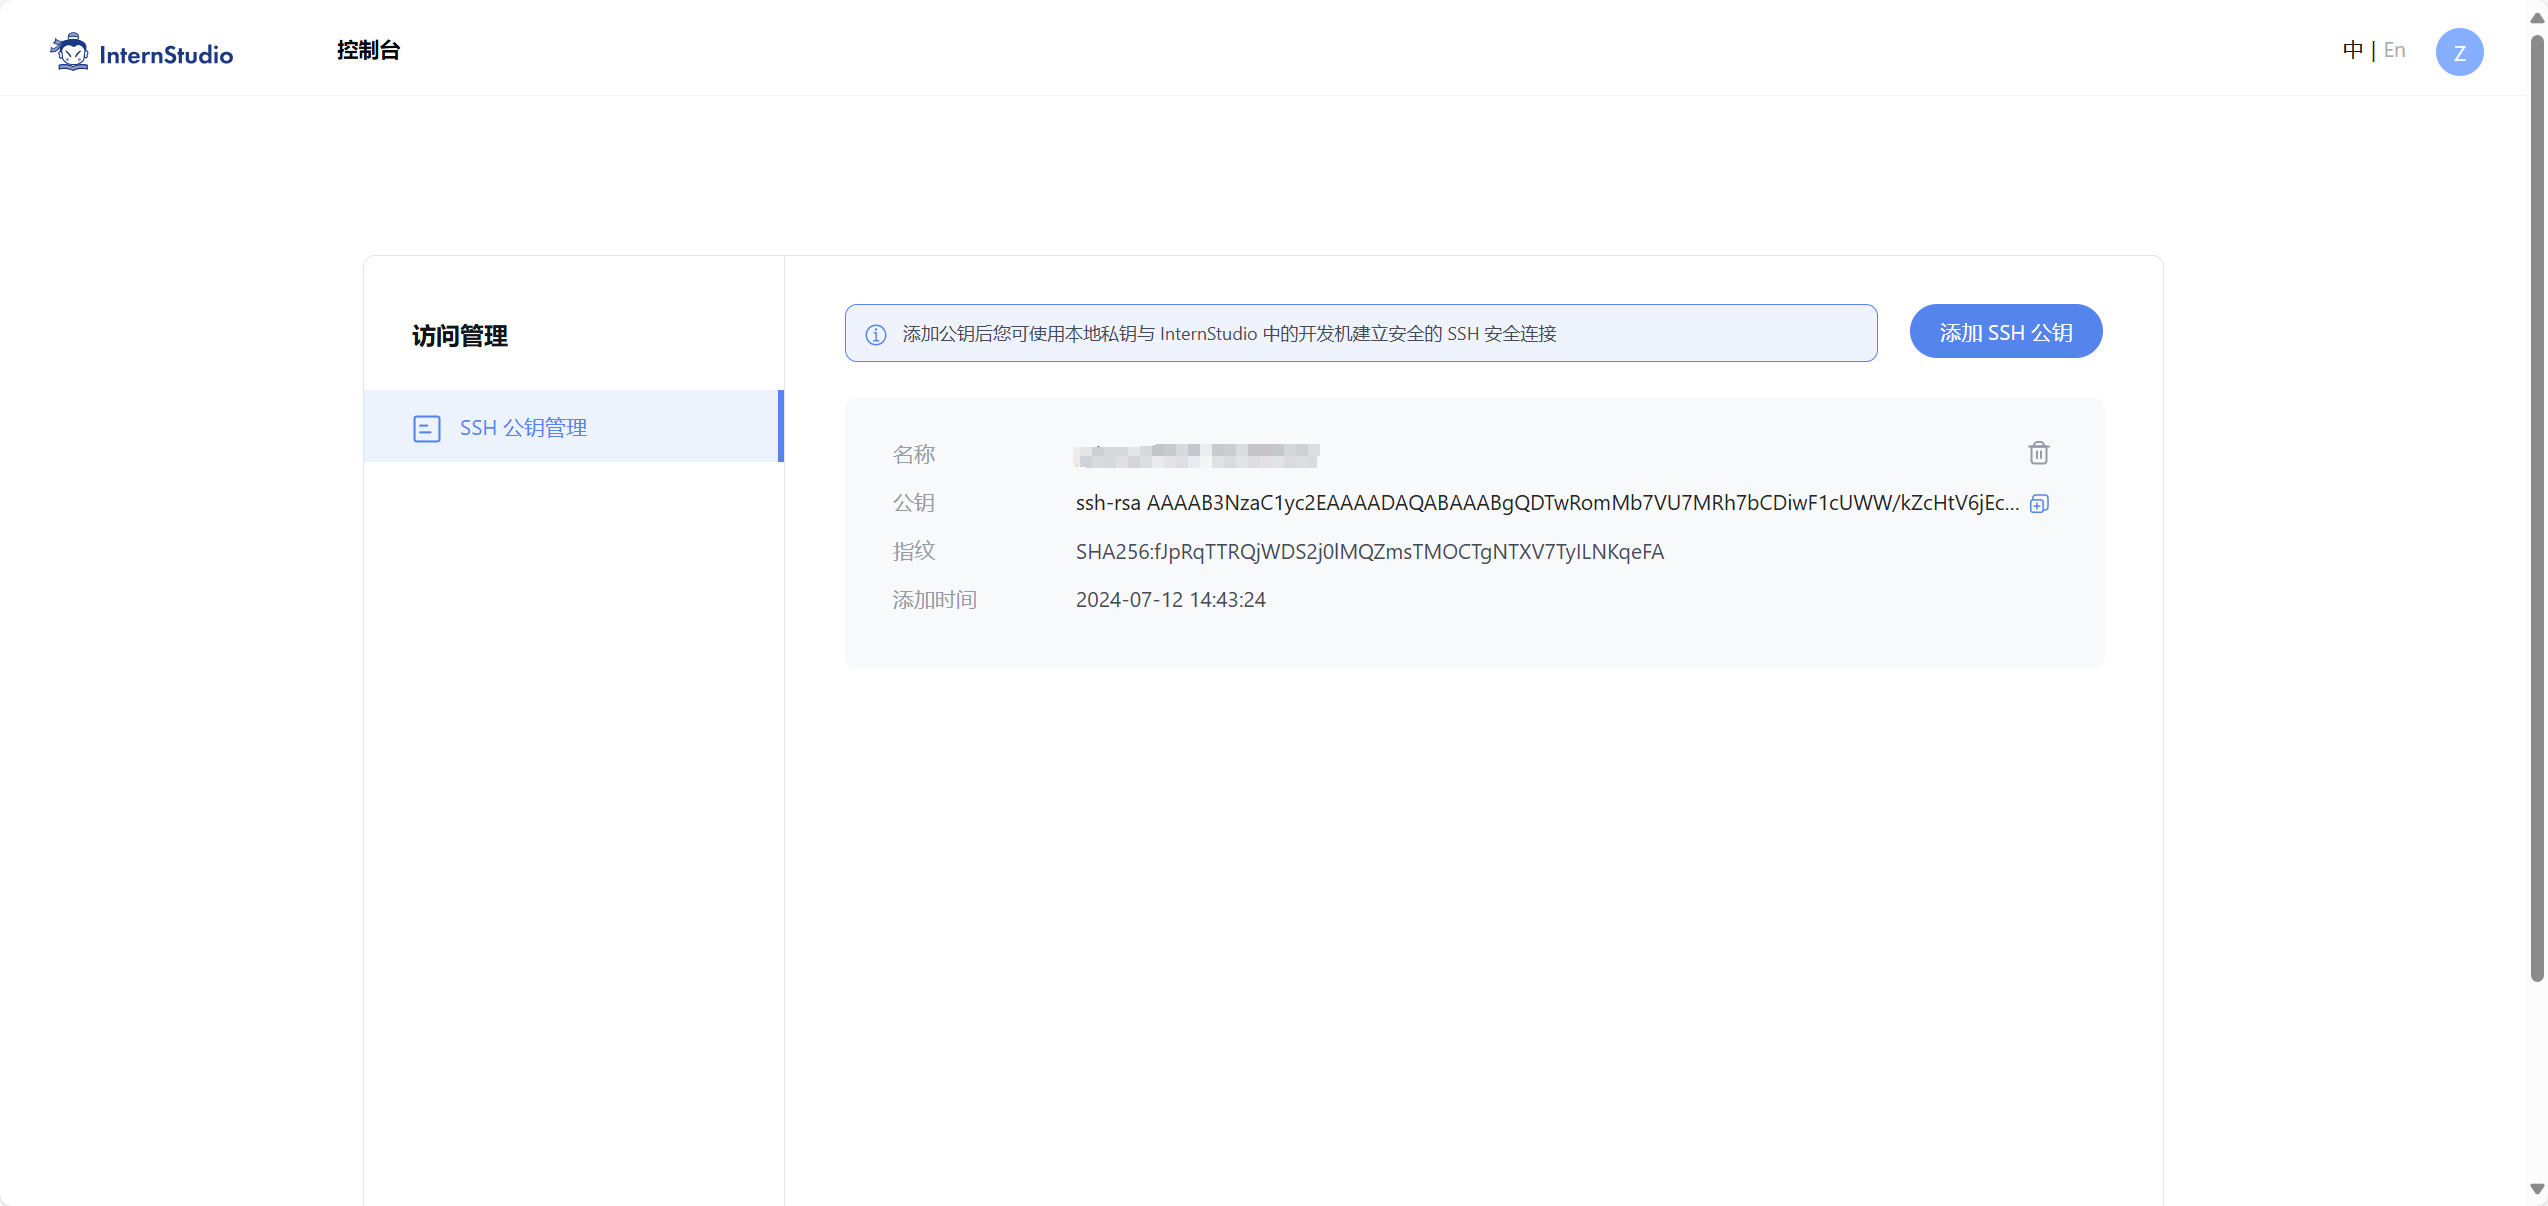 InternStudio
控制台
中 | En
Z
访问管理
SSH 公钥管理
添加公钥后您可使用本地私钥与 InternStudio 中的开发机建立安全的 SSH 安全连接
添加 SSH 公钥
名称
公钥 ssh-rsa AAAAB3NzaC1yc2EAAAADAQABAAABgQDTwRomMb7VU7MRh7bCDiwF1cUWW/kZcHtV6jEc...
指纹 SHA256:fJpRqTTRQjWDS2j0lMQZmsTMOCTgNTXV7TyILNKqeFA
添加时间 2024-07-12 14:43:24